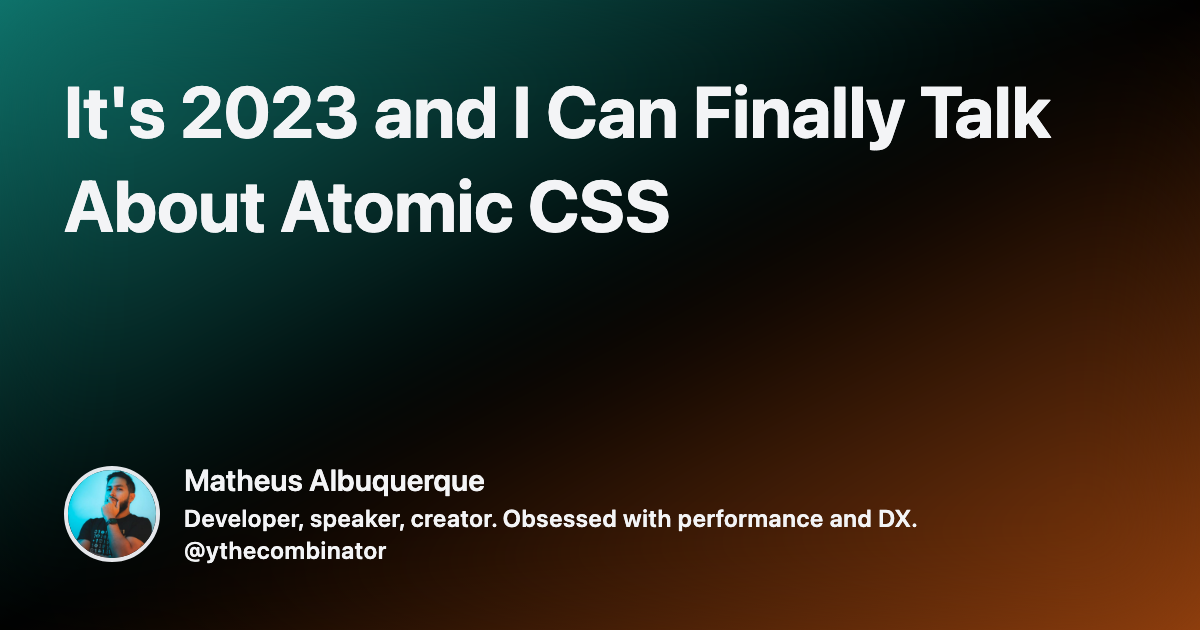 It's 2023 and I Can Finally Talk
About Atomic CSS
Matheus Albuquerque
Developer, speaker, creator. Obsessed with performance and DX.
@ythecombinator